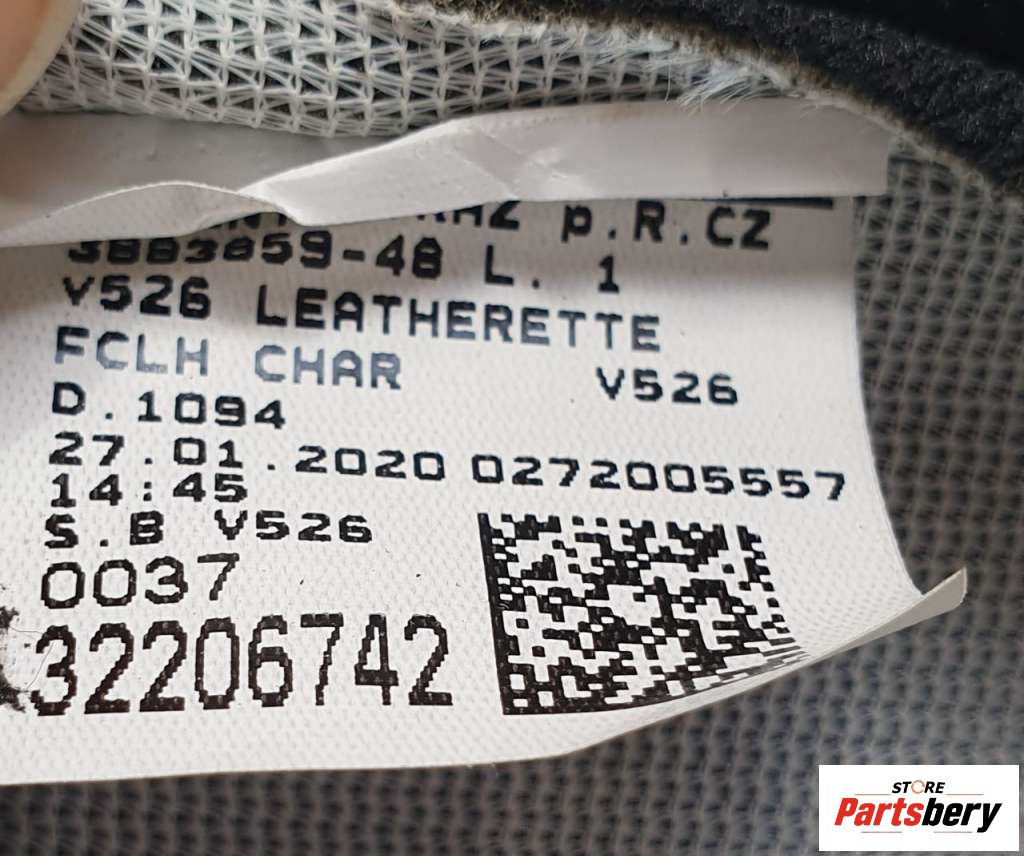 p.R.CZ
3883859-48 L. 1
V526 LEATHERETTE
FCLH CHAR V526
D.1094
27.01.2020 0272005557
14:45
S.B V526
0037
32206742
STORE
Partsbery